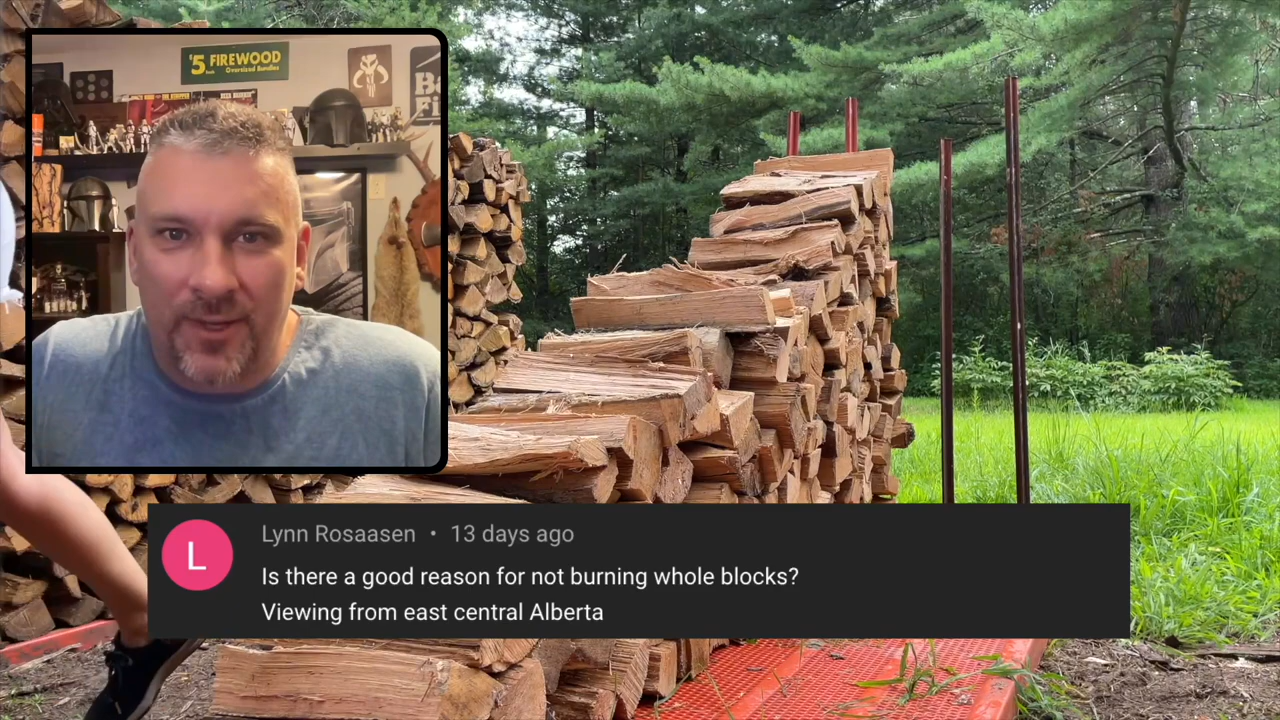 $5 FIREWOOD
Oversized Bundles
Lynn Rosaasen • 13 days ago
L
Is there a good reason for not burning whole blocks?
Viewing from east central Alberta